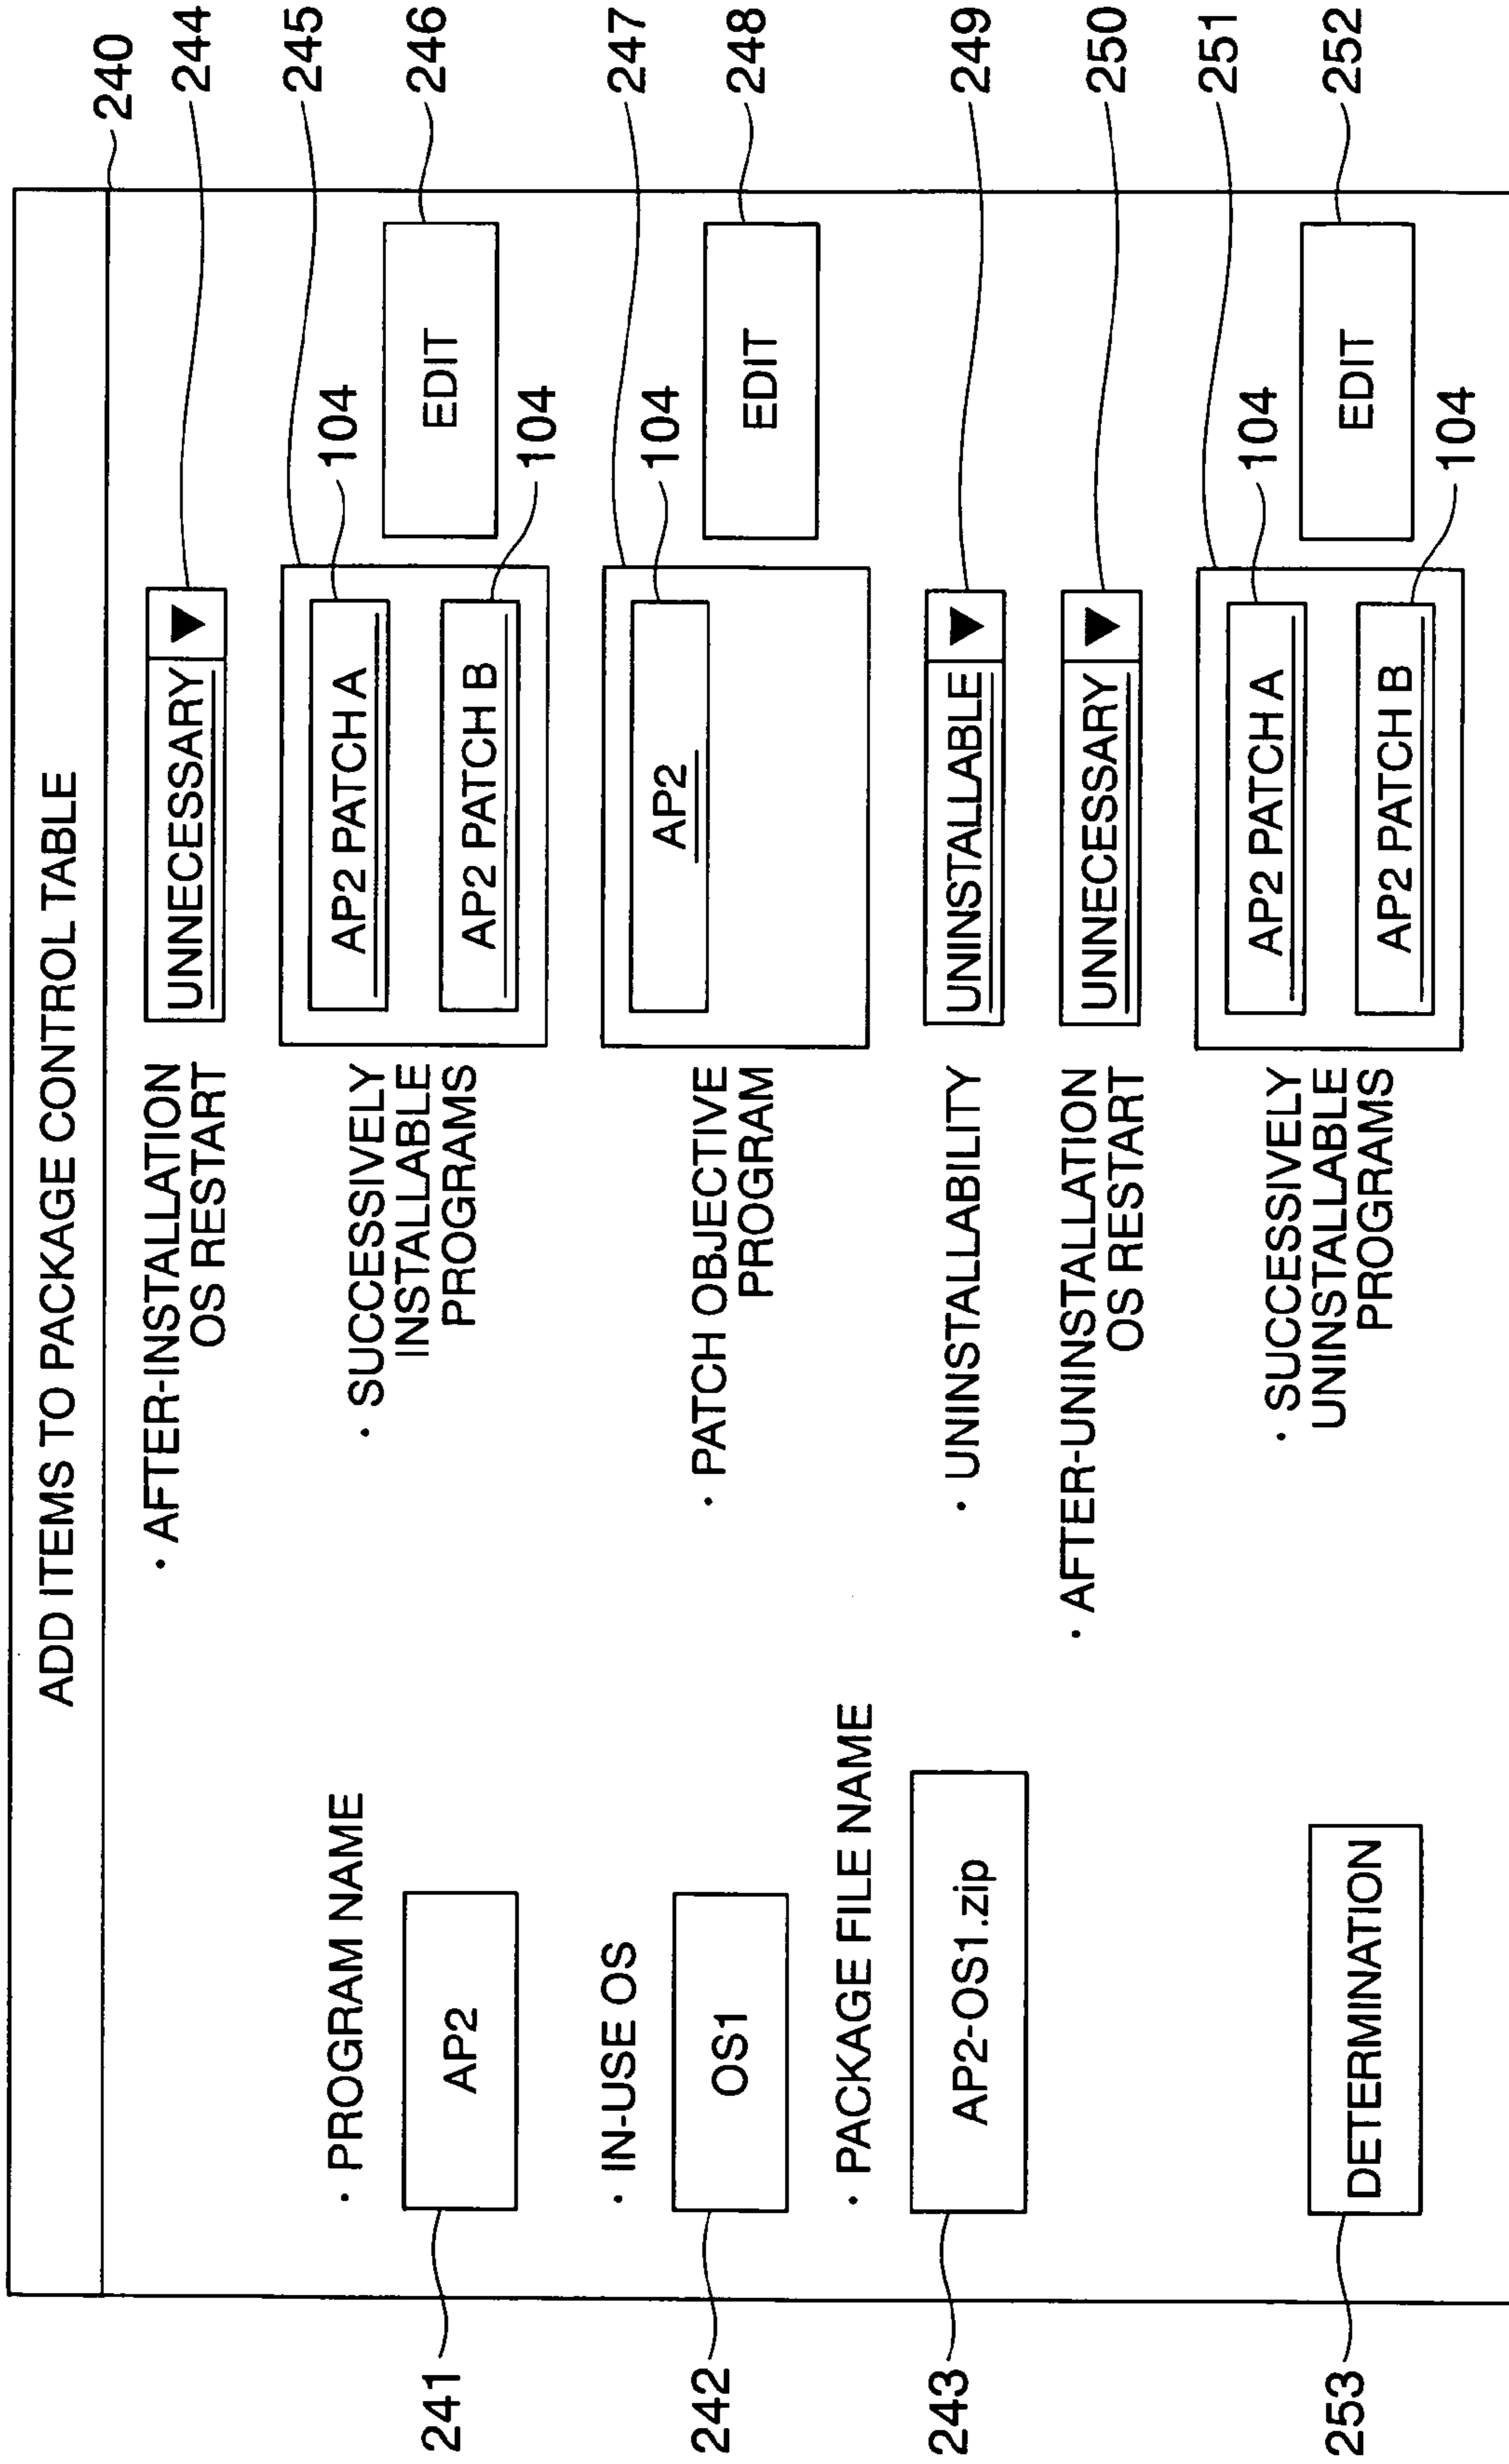 ADD ITEMS TO PACKAGE CONTROL TABLE
240
· PROGRAM NAME
AP2
241
· IN-USE OS
OS1
242
· PACKAGE FILE NAME
AP2-OS1.zip
243
DETERMINATION
253
· AFTER-INSTALLATION
OS RESTART
UNNECESSARY ▼
244
· SUCCESSIVELY
INSTALLABLE
PROGRAMS
245
AP2 PATCH A
104
AP2 PATCH B
104
EDIT
246
· PATCH OBJECTIVE
PROGRAM
247
AP2
104
EDIT
248
· UNINSTALLABILITY
UNINSTALLABLE ▼
249
· AFTER-UNINSTALLATION
OS RESTART
UNNECESSARY ▼
250
· SUCCESSIVELY
UNINSTALLABLE
PROGRAMS
251
AP2 PATCH A
104
AP2 PATCH B
104
EDIT
252